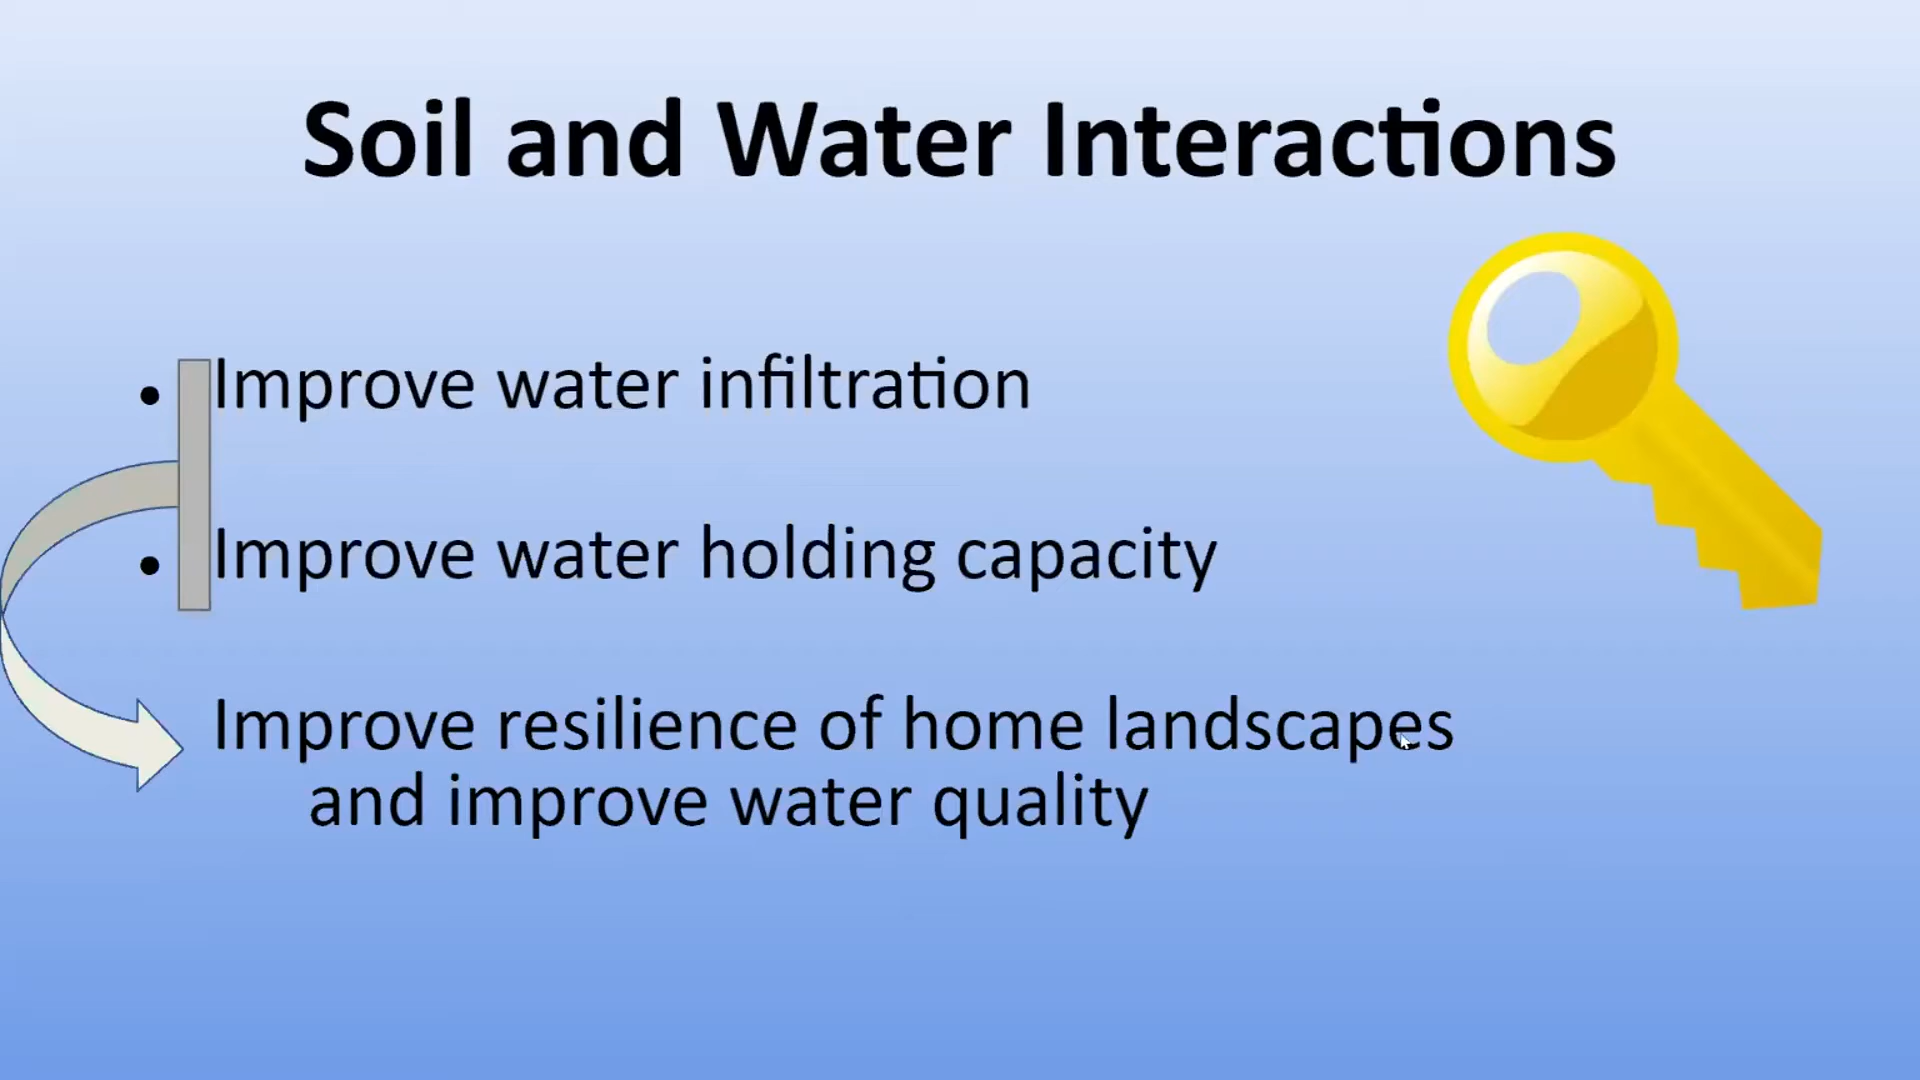 Soil and Water Interactions
• Improve water infiltration
• Improve water holding capacity
Improve resilience of home landscapes
and improve water quality